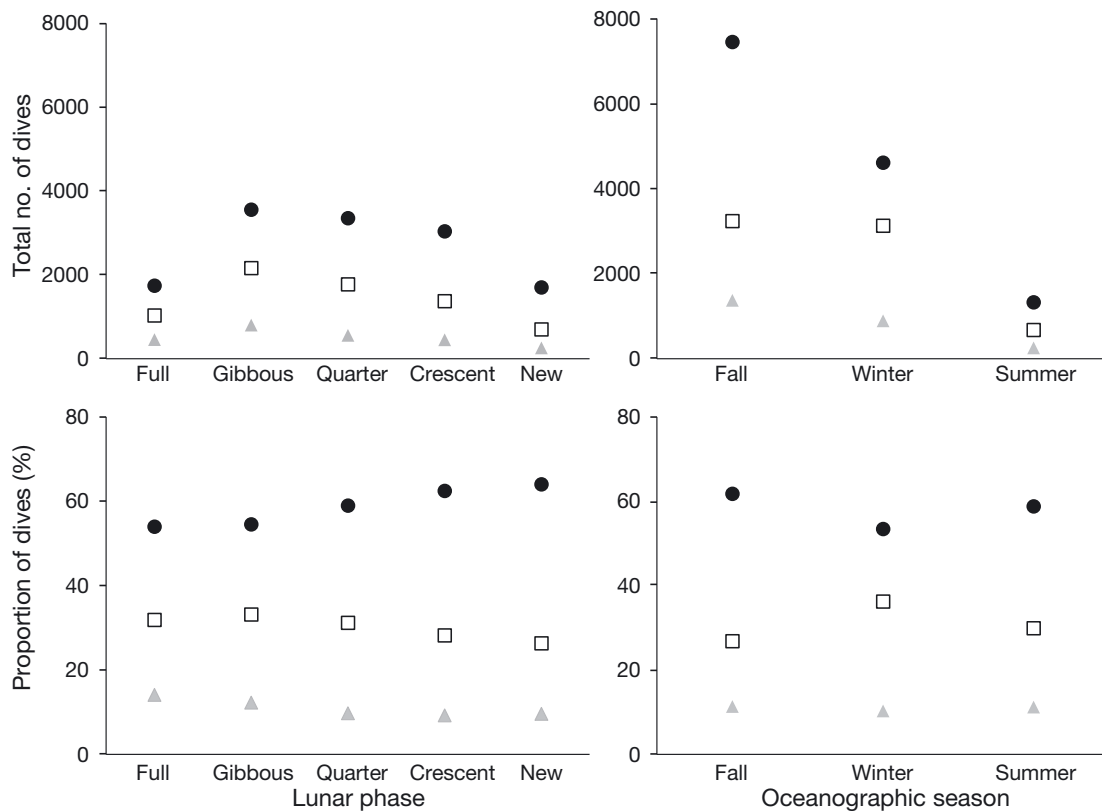 Total no. of dives
8000
6000
4000
2000
0
Full Gibbous Quarter Crescent New
8000
6000
4000
2000
0
Fall Winter Summer
Proportion of dives (%)
80
60
40
20
0
Full Gibbous Quarter Crescent New
Lunar phase
80
60
40
20
0
Fall Winter Summer
Oceanographic season